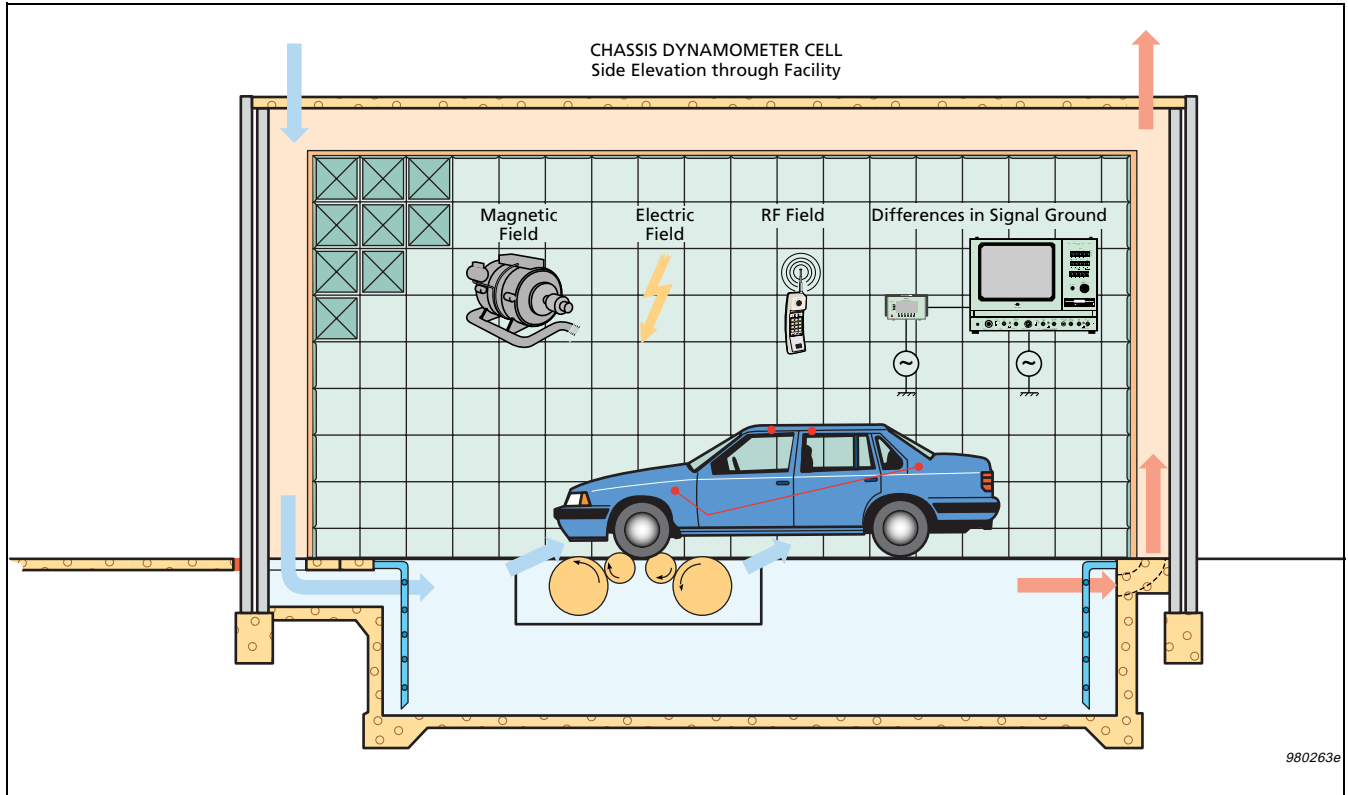 CHASSIS DYNAMOMETER CELL
Side Elevation through Facility
Magnetic
Field
Electric
Field
RF Field
Differences in Signal Ground
~
~
980263e